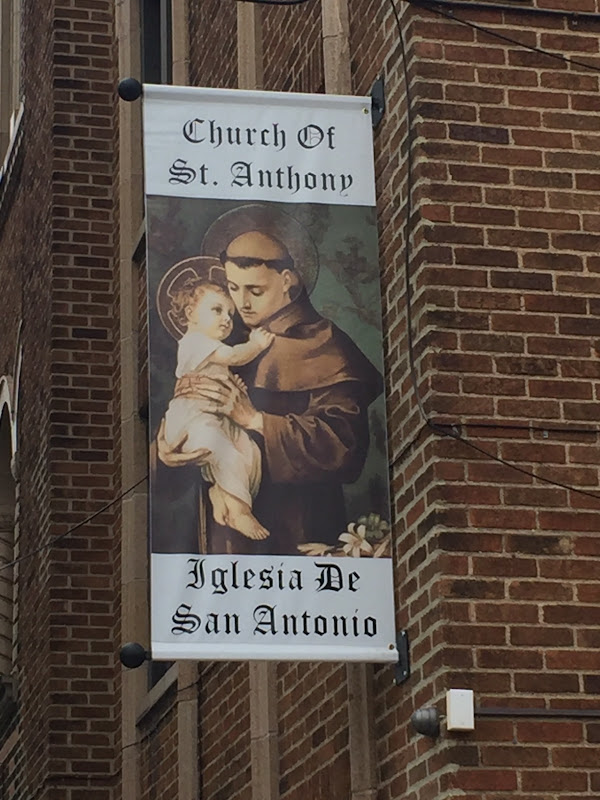 Church Of
St. Anthony
Iglesia De
San Antonio